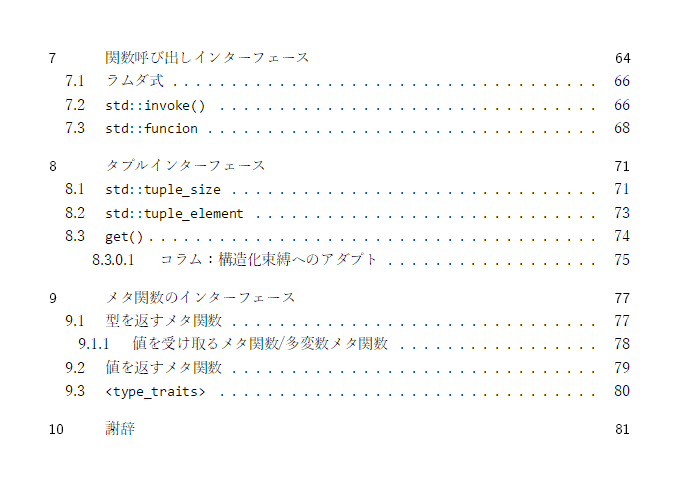 7 関数呼び出しインターフェース 64
7.1 ラムダ式 . . . . . . . . . . . . . . . . . . . . . . . . . . . . . . . . . . . . 66
7.2 std::invoke() . . . . . . . . . . . . . . . . . . . . . . . . . . . . . . . . 66
7.3 std::funcion . . . . . . . . . . . . . . . . . . . . . . . . . . . . . . . . . 68
8 タプルインターフェース 71
8.1 std::tuple_size . . . . . . . . . . . . . . . . . . . . . . . . . . . . . . . 71
8.2 std::tuple_element . . . . . . . . . . . . . . . . . . . . . . . . . . . . . 73
8.3 get() . . . . . . . . . . . . . . . . . . . . . . . . . . . . . . . . . . . . . . 74
8.3.0.1 コラム：構造化束縛へのアダプト . . . . . . . . . . . . . . . . . . 75
9 メタ関数のインターフェース 77
9.1 型を返すメタ関数 . . . . . . . . . . . . . . . . . . . . . . . . . . . . . . . 77
9.1.1 値を受け取るメタ関数/多変数メタ関数 . . . . . . . . . . . . . . . . . 78
9.2 値を返すメタ関数 . . . . . . . . . . . . . . . . . . . . . . . . . . . . . . . 79
9.3 <type_traits> . . . . . . . . . . . . . . . . . . . . . . . . . . . . . . . . 80
10 謝辞 81